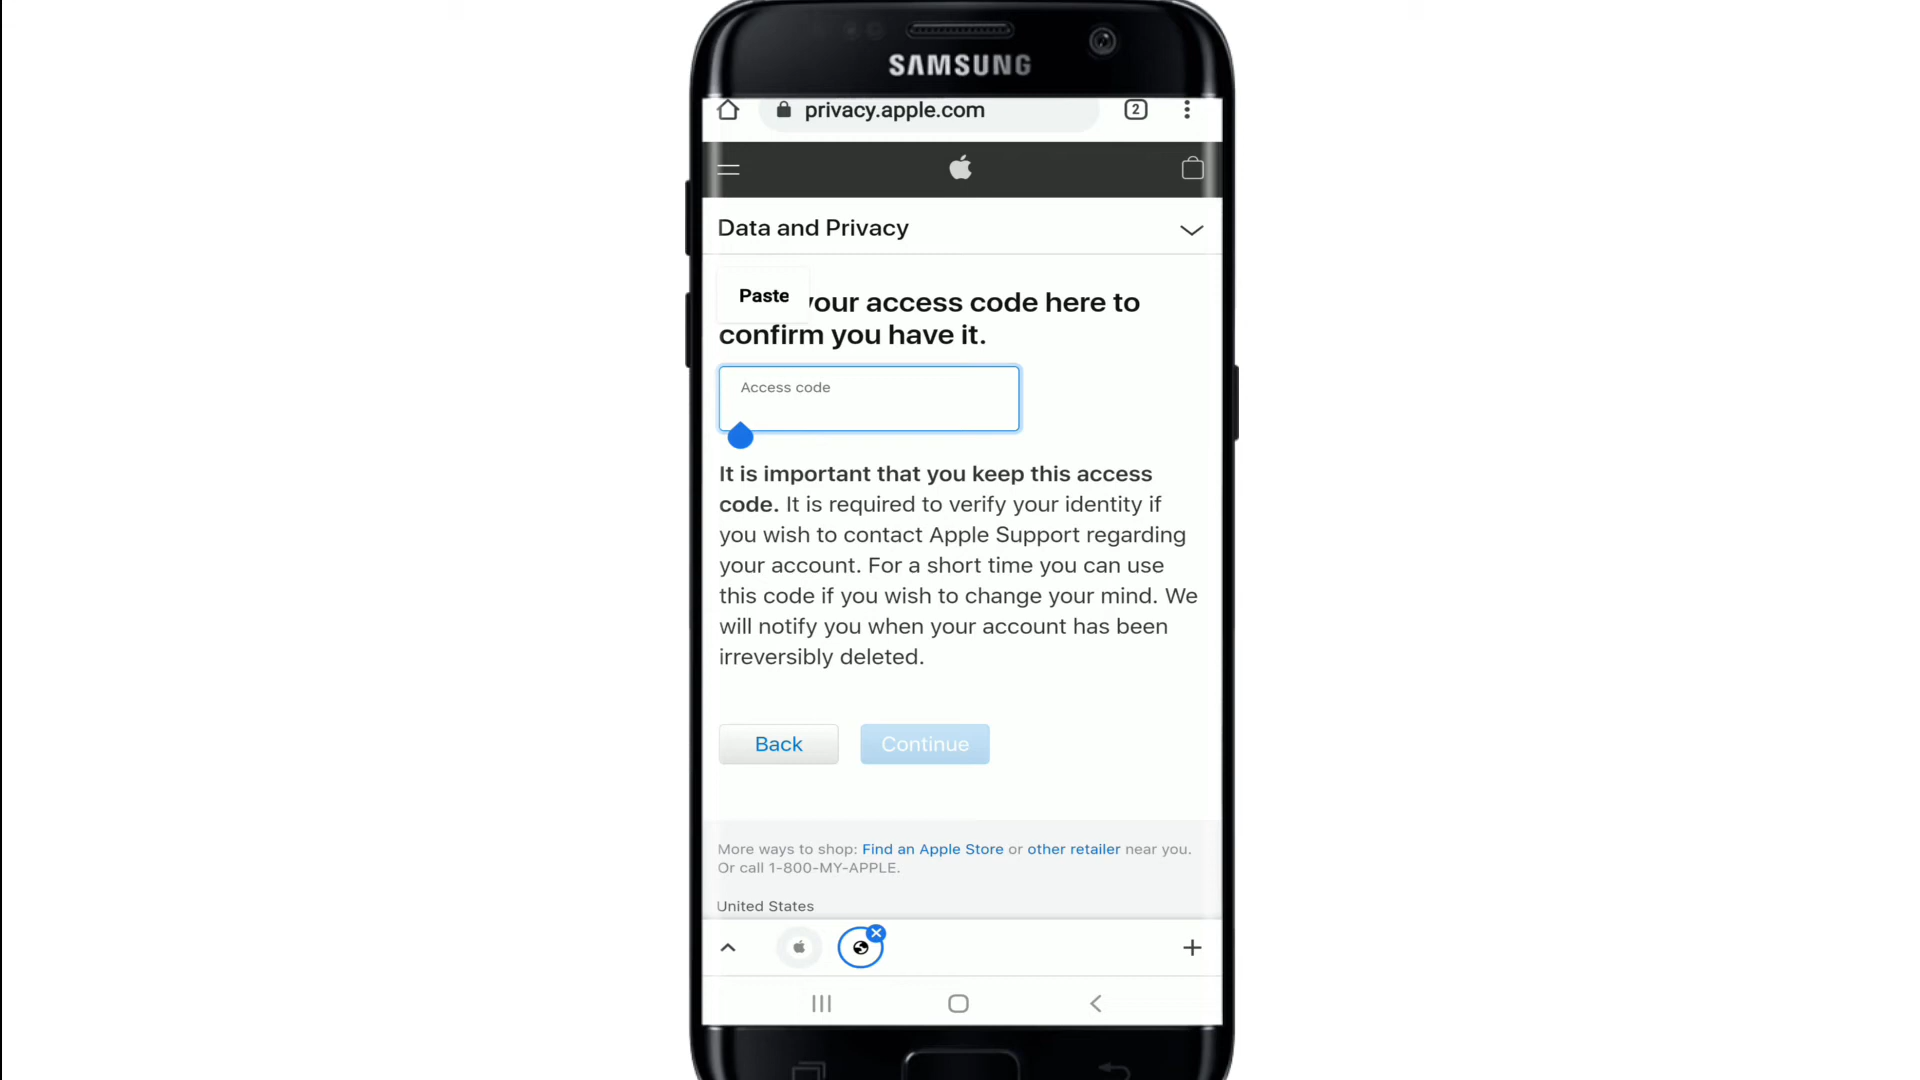 SAMSUNG
privacy.apple.com
2
Data and Privacy
Paste
your access code here to
confirm you have it.
Access code
It is important that you keep this access
code. It is required to verify your identity if
you wish to contact Apple Support regarding
your account. For a short time you can use
this code if you wish to change your mind. We
will notify you when your account has been
irreversibly deleted.
Back Continue
More ways to shop: Find an Apple Store or other retailer near you.
Or call 1-800-MY-APPLE.
United States